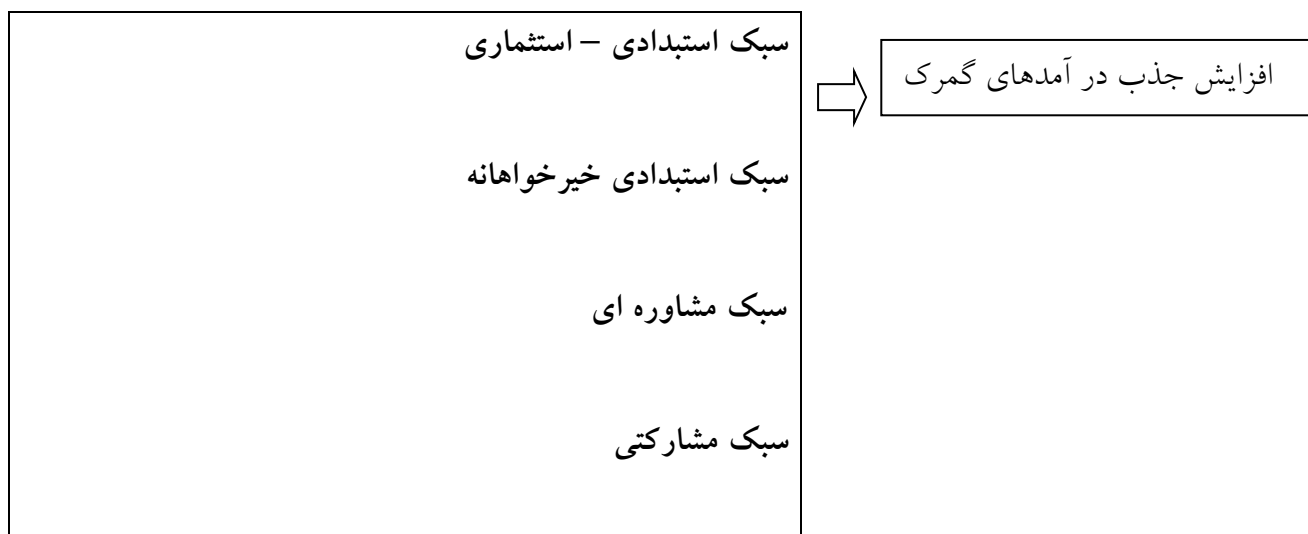 سبک استبدادی – استثماری
افزایش جذب در آمدهای گمرک
سبک استبدادی خیرخواهانه
سبک مشاوره ای
سبک مشارکتی